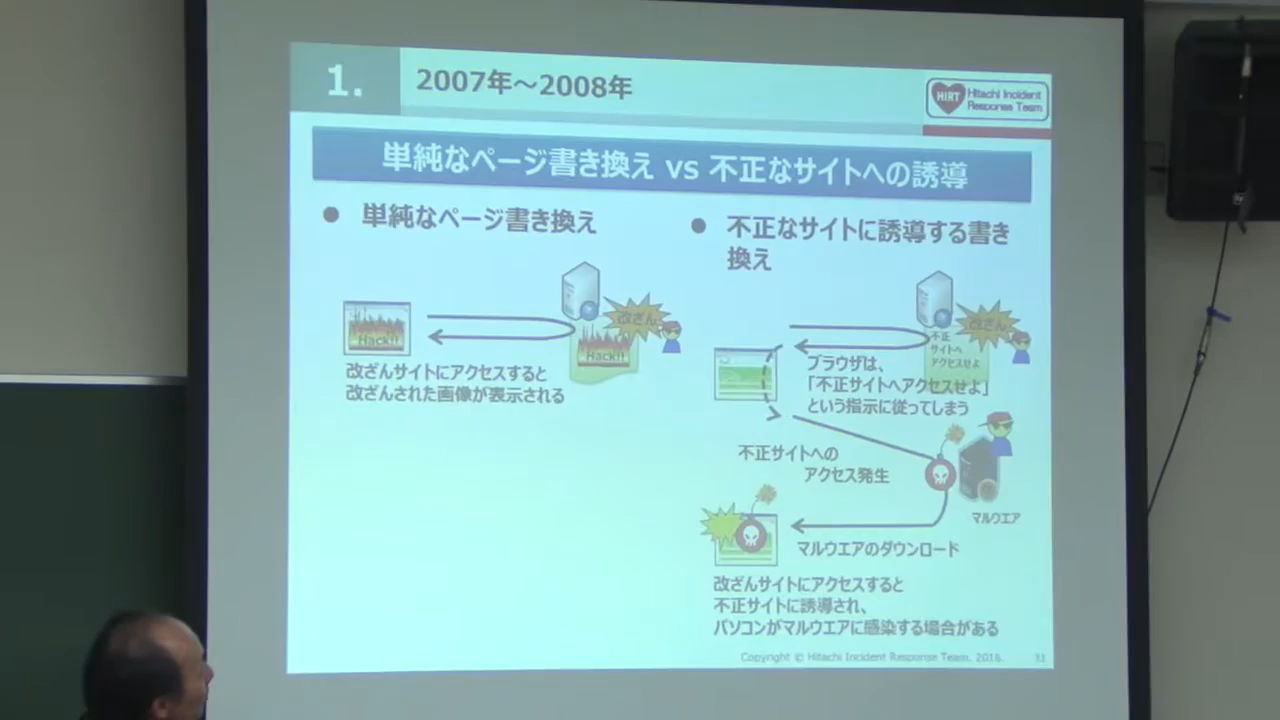 1.
2007年～2008年
HIRT
Hitachi Incident
Response Team
単純なページ書き換え vs 不正なサイトへの誘導
● 単純なページ書き換え
Hack!!
改ざん
Hack!!
改ざんサイトにアクセスすると
改ざんされた画像が表示される
● 不正なサイトに誘導する書き
換え
改ざん
不正
サイトへ
アクセスせよ
ブラウザは、
「不正サイトへアクセスせよ」
という指示に従ってしまう
不正サイトへの
アクセス発生
マルウエア
マルウエアのダウンロード
改ざんサイトにアクセスすると
不正サイトに誘導され、
パソコンがマルウエアに感染する場合がある
Copyright © Hitachi Incident Response Team. 2016.